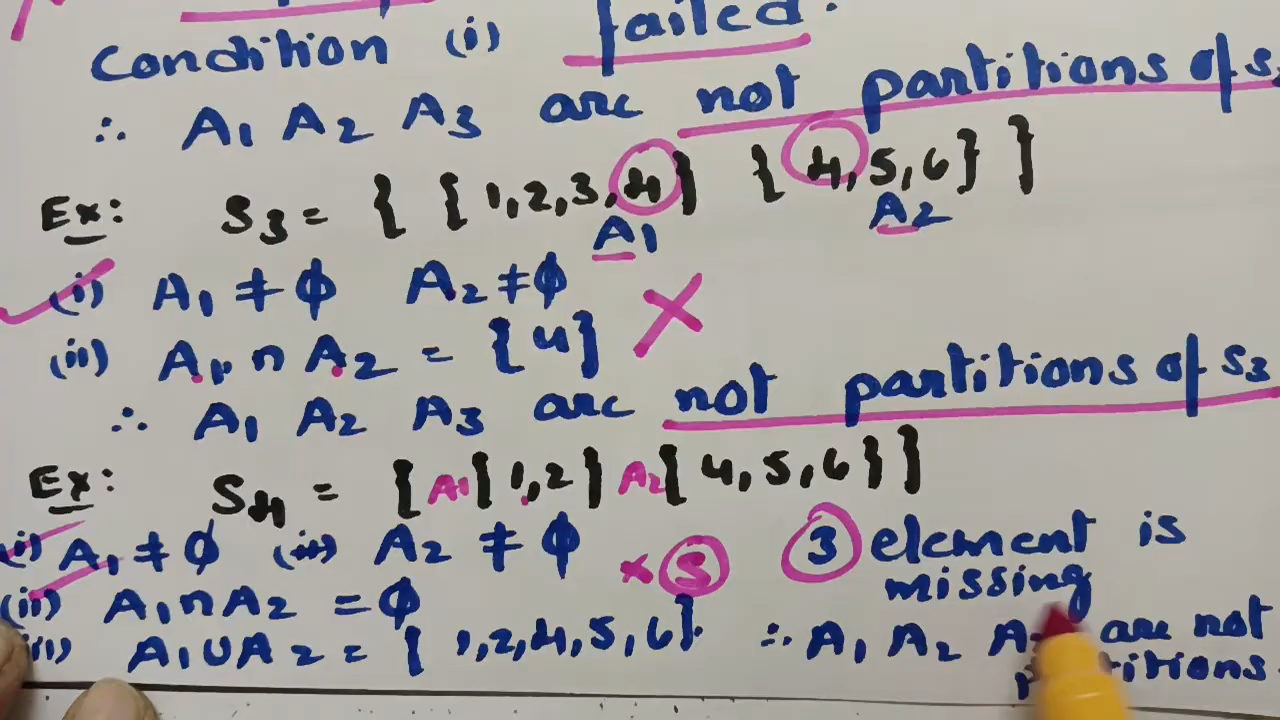 condition (i) failed.
∴ A1 A2 A3 are not partitions of S
Ex: S3 = { { 1,2,3,4} { 4,5,6} }
A1 A2
(i) A1 ≠ ϕ A2 ≠ ϕ ×
(ii) A1 ∩ A2 = {4}
∴ A1 A2 A3 are not partitions of S3
Ex: S4 = { A1 { 1,2} A2 { 4,5,6 } }
(i) A1 ≠ ϕ (ii) A2 ≠ ϕ × S 3 element is
missing
(ii) A1 ∩ A2 = ϕ
A1 ∪ A2 = { 1,2,4,5,6}. ∴ A1 A2 are not